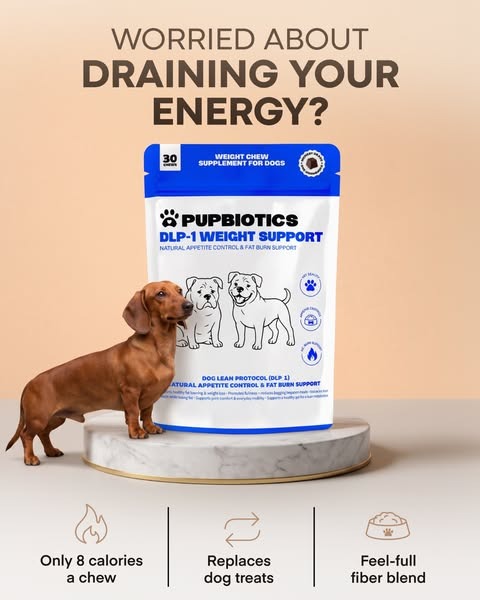 WORRIED ABOUT
DRAINING YOUR
ENERGY?
30
CHEWS
WEIGHT CHEW
SUPPLEMENT FOR DOGS
PUPBIOTICS
DLP-1 WEIGHT SUPPORT
NATURAL APPETITE CONTROL & FAT BURN SUPPORT
DOG LEAN PROTOCOL (DLP 1)
NATURAL APPETITE CONTROL & FAT BURN SUPPORT
Only 8 calories
a chew
Replaces
dog treats
Feel-full
fiber blend